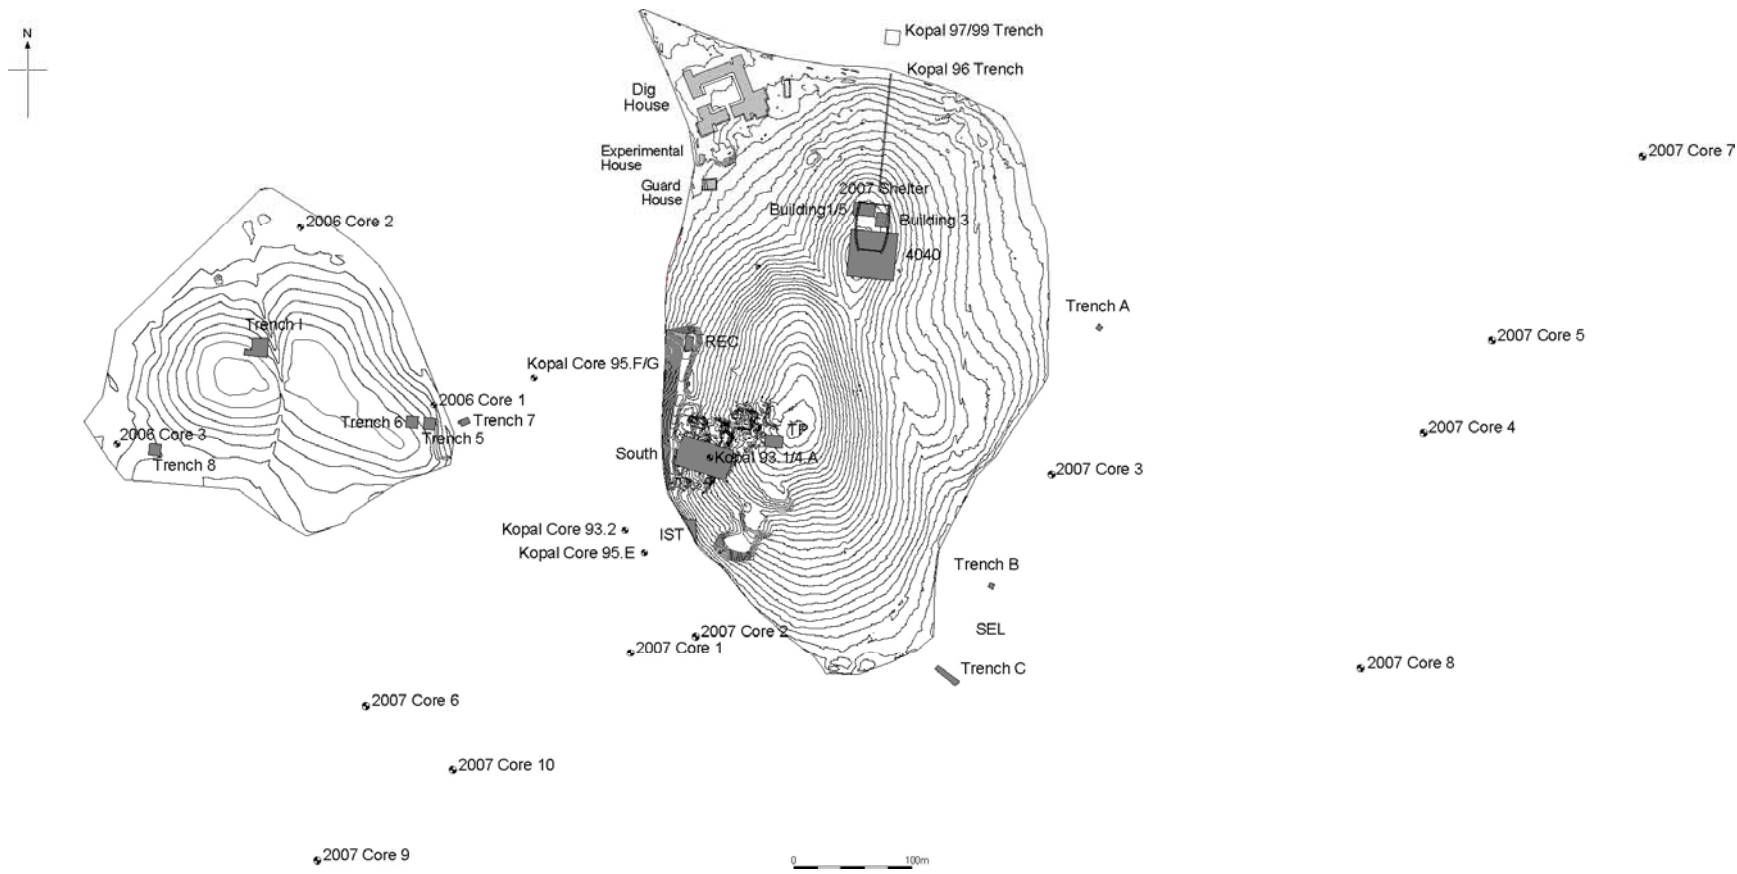 N
Kopal 97/99 Trench
Kopal 96 Trench
Dig
House
Experimental
House
Guard
House
2007 Shelter
Building1/5
Building 3
4040
2007 Core 7
2006 Core 2
Trench I
Trench A
2007 Core 5
REC
Kopal Core 95.F/G
2006 Core 1
Trench 6
Trench 7
Trench 5
2006 Core 3
Trench 8
TP
South
Kopal 93.1/4.A
2007 Core 4
2007 Core 3
Kopal Core 93.2
IST
Kopal Core 95.E
Trench B
SEL
2007 Core 2
2007 Core 1
Trench C
2007 Core 8
2007 Core 6
2007 Core 10
2007 Core 9
0 100m